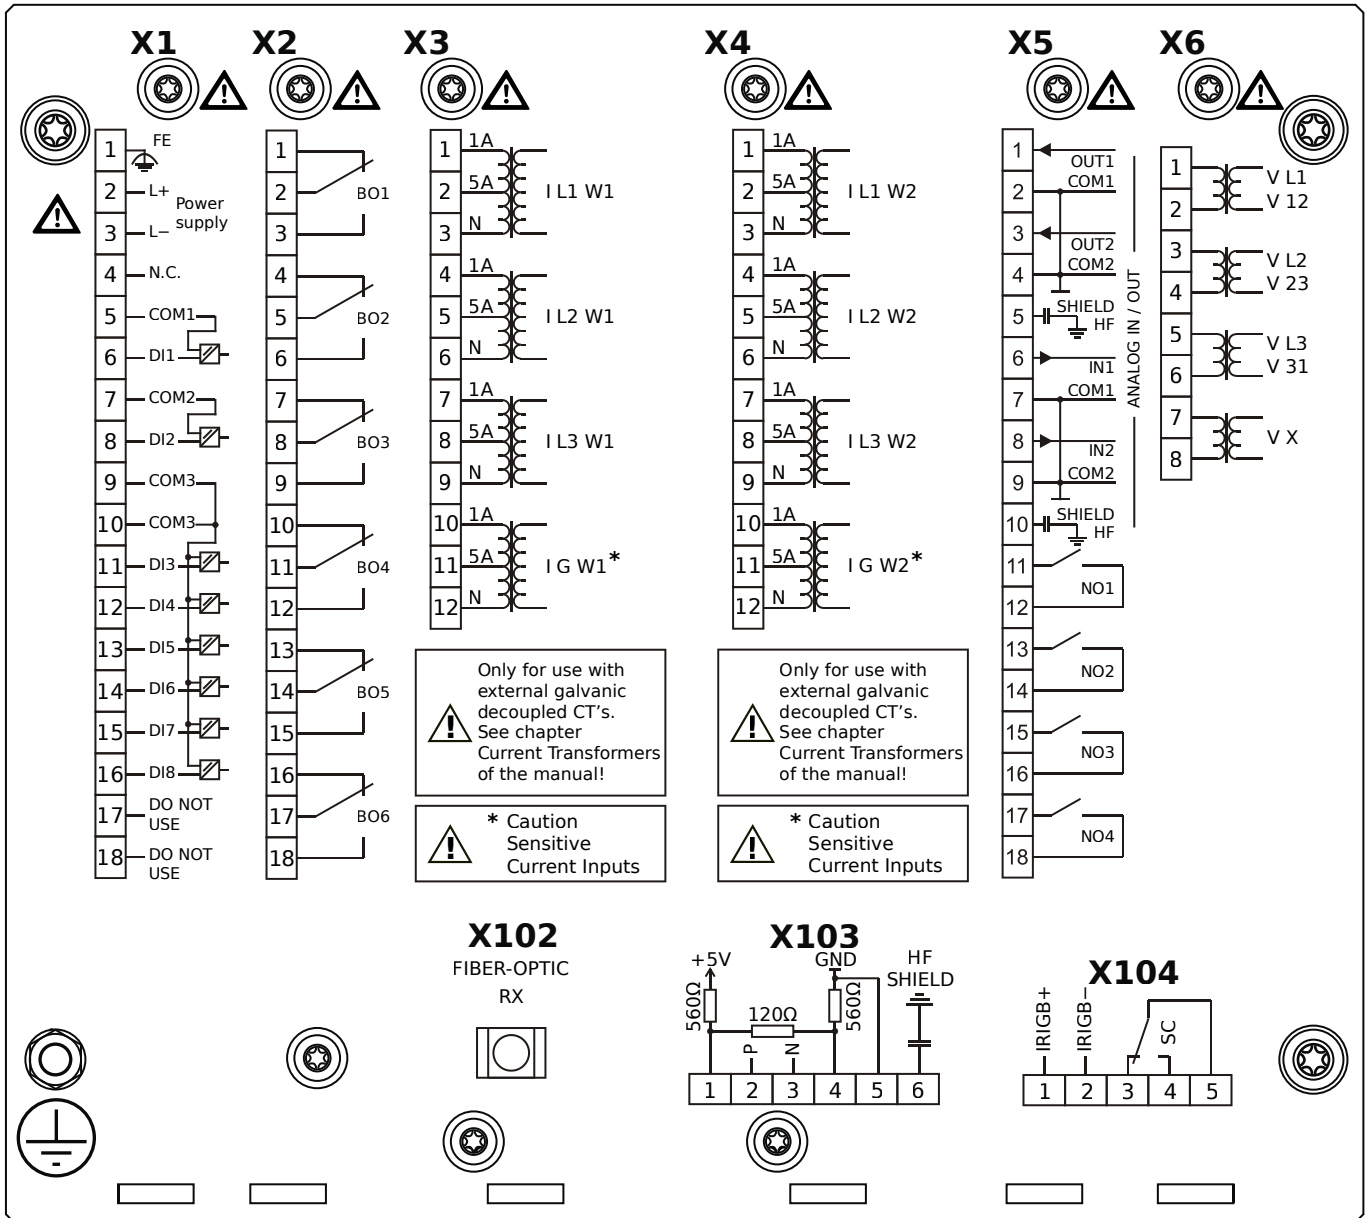 X1 X2 X3 X4 X5 X6
1 FE
2 L+
Power
supply
3 L−
4 N.C.
5 COM1
6 DI1
7 COM2
8 DI2
9 COM3
10 COM3
11 DI3
12 DI4
13 DI5
14 DI6
15 DI7
16 DI8
17 DO NOT
USE
18 DO NOT
USE
1
2 BO1
3
4
5 BO2
6
7
8 BO3
9
10
11 BO4
12
13
14 BO5
15
16
17 BO6
18
1 1A
2 5A I L1 W1
3 N
4 1A
5 5A I L2 W1
6 N
7 1A
8 5A I L3 W1
9 N
10 1A
11 5A I G W1*
12 N
Only for use with
external galvanic
decoupled CT's.
See chapter
Current Transformers
of the manual!
* Caution
Sensitive
Current Inputs
1 1A
2 5A I L1 W2
3 N
4 1A
5 5A I L2 W2
6 N
7 1A
8 5A I L3 W2
9 N
10 1A
11 5A I G W2*
12 N
Only for use with
external galvanic
decoupled CT's.
See chapter
Current Transformers
of the manual!
* Caution
Sensitive
Current Inputs
1
OUT1
2 COM1
3
OUT2
4 COM2
5 SHIELD
HF
6
IN1
7 COM1
8
IN2
9 COM2
10 SHIELD
HF
ANALOG IN / OUT
11
NO1
12
13
NO2
14
15
NO3
16
17
NO4
18
1 V L1
2 V 12
3 V L2
4 V 23
5 V L3
6 V 31
7
V X
8
X102
FIBER-OPTIC
RX
X103
+5V GND HF
SHIELD
560Ω 120Ω 560Ω
P N
1 2 3 4 5 6
X104
IRIGB+ IRIGB− SC
1 2 3 4 5